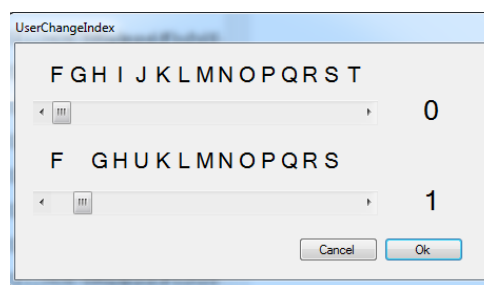 UserChangeIndex
F G H I J K L M N O P Q R S T
0
F G H U K L M N O P Q R S
1
Cancel Ok